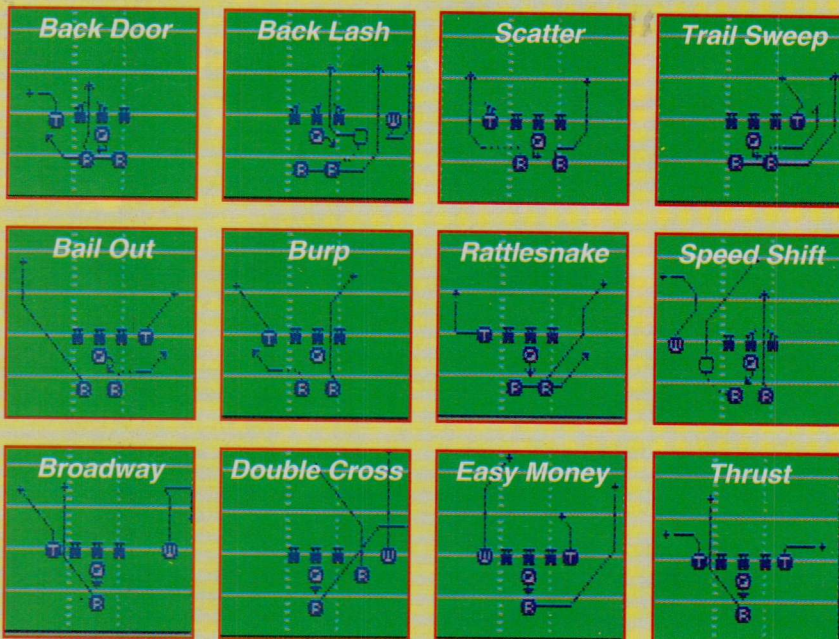 Back Door
Back Lash
Scatter
Trail Sweep
Bail Out
Burp
Rattlesnake
Speed Shift
Broadway
Double Cross
Easy Money
Thrust